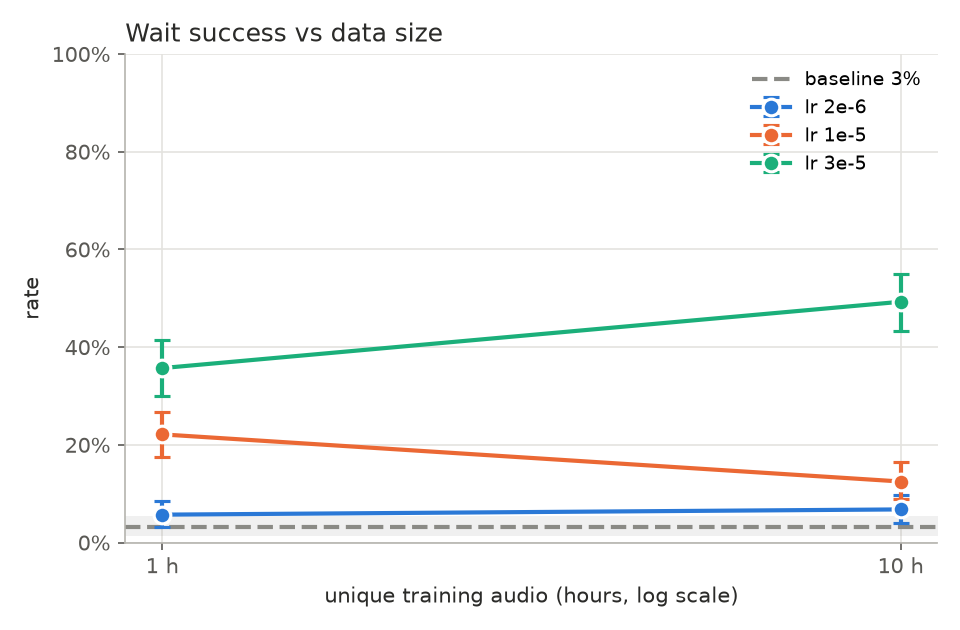 Wait success vs data size
100%
80%
60%
40%
20%
0%
rate
baseline 3%
lr 2e-6
lr 1e-5
lr 3e-5
1 h
10 h
unique training audio (hours, log scale)